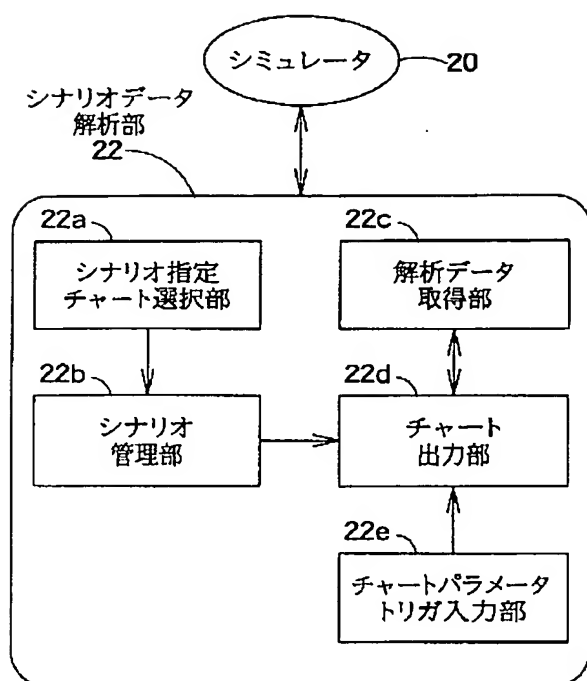 シミュレータ
20
シナリオデータ
解析部
22
22a
シナリオ指定
チャート選択部
22c
解析データ
取得部
22b
シナリオ
管理部
22d
チャート
出力部
22e
チャートパラメータ
トリガ入力部